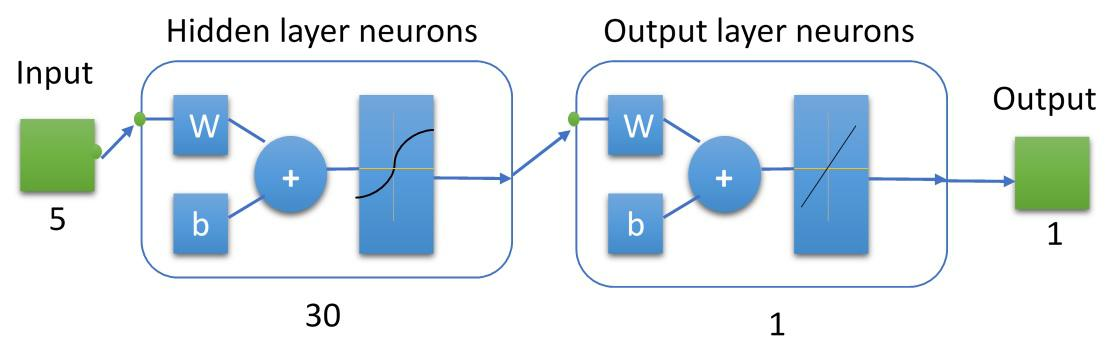 Hidden layer neurons
Output layer neurons
Input
Output
W
b
+
W
b
+
5
30
1
1